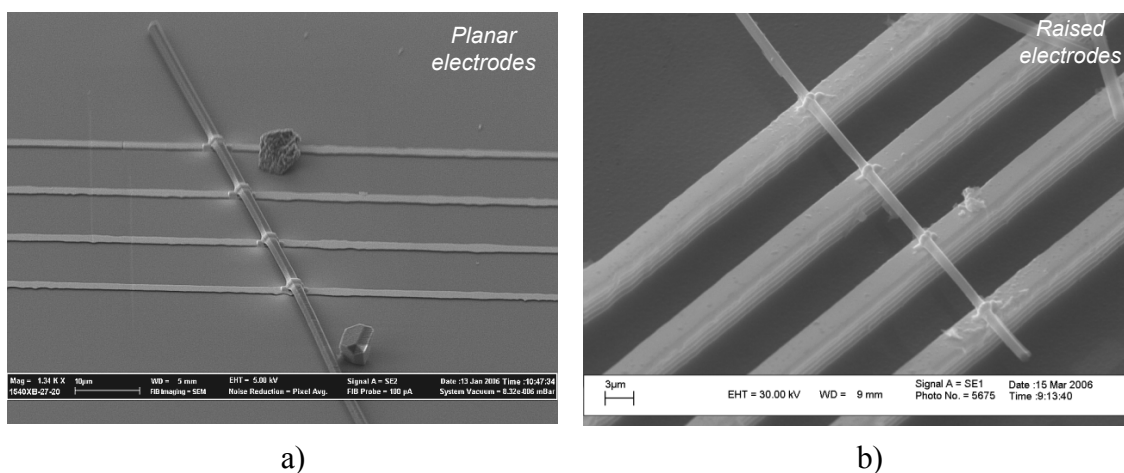 Planar
electrodes
Mag = 1.34 K X
10µm
WD = 5 mm
EHT = 5.00 kV
Signal A = SE2
Date :13 Jan 2006 Time :10:47:34
1540XB-27-20
FIB Imaging = SEM
Noise Reduction = Pixel Avg.
FIB Probe = 100 pA
System Vacuum = 8.32e-006 mBar
a)
Raised
electrodes
3µm
EHT = 30.00 kV
WD = 9 mm
Signal A = SE1
Photo No. = 5675
Date :15 Mar 2006
Time :9:13:40
b)